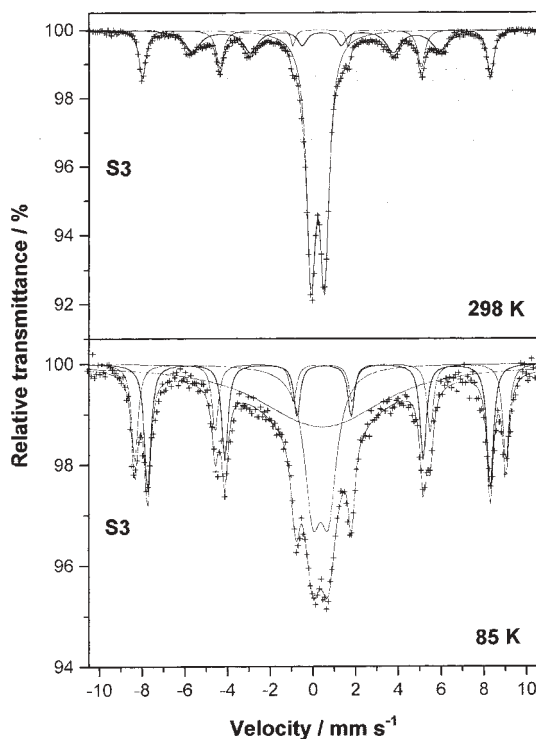 100
98
S3
96
94
92
298 K
Relative transmittance / %
100
98
S3
96
85 K
94
-10 -8 -6 -4 -2 0 2 4 6 8 10
Velocity / mm s⁻¹